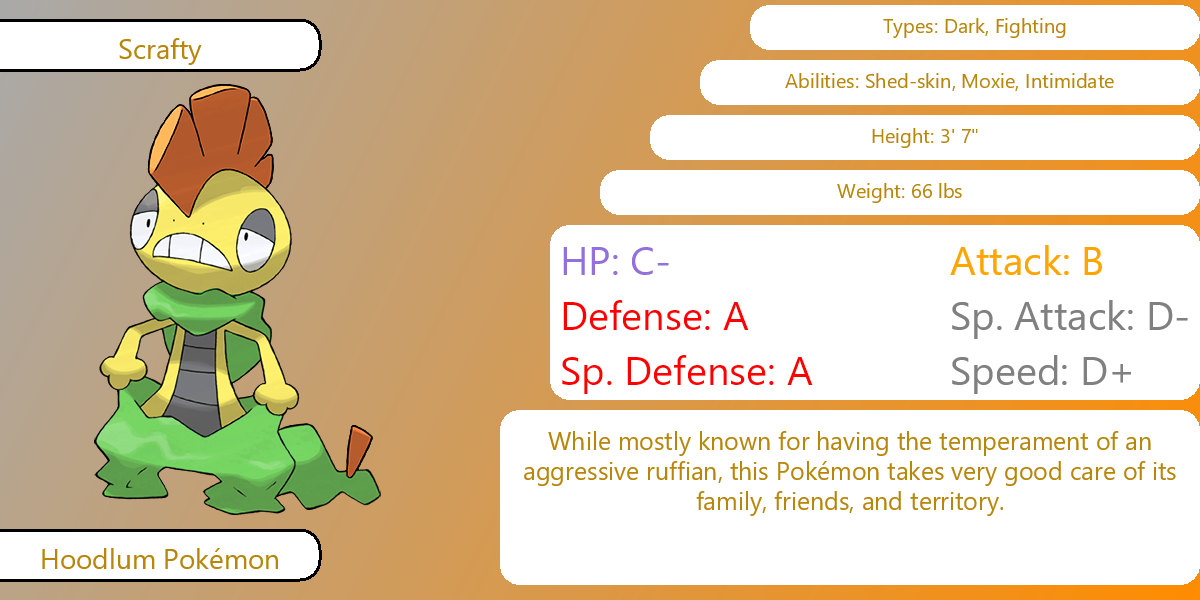 Scrafty
Types: Dark, Fighting
Abilities: Shed-skin, Moxie, Intimidate
Height: 3' 7"
Weight: 66 lbs
HP: C-
Attack: B
Defense: A
Sp. Attack: D-
Sp. Defense: A
Speed: D+
While mostly known for having the temperament of an
aggressive ruffian, this Pokémon takes very good care of its
family, friends, and territory.
Hoodlum Pokémon